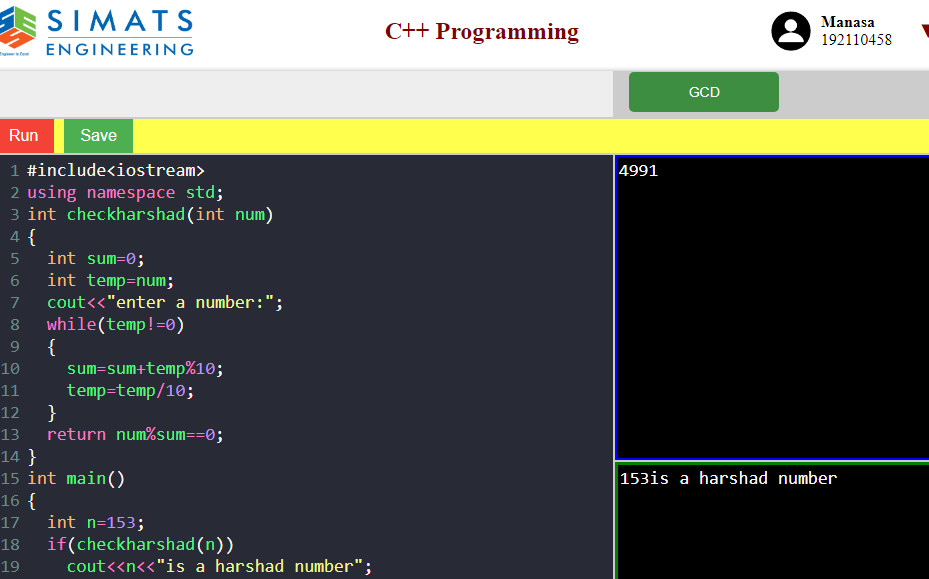 SIMATS
ENGINEERING
C++ Programming
Manasa
192110458
GCD
Run Save
1 #include<iostream>
2 using namespace std;
3 int checkharshad(int num)
4 {
5 int sum=0;
6 int temp=num;
7 cout<<"enter a number:";
8 while(temp!=0)
9 {
10 sum=sum+temp%10;
11 temp=temp/10;
12 }
13 return num%sum==0;
14 }
15 int main()
16 {
17 int n=153;
18 if(checkharshad(n))
19 cout<<n<<"is a harshad number";
4991
153is a harshad number